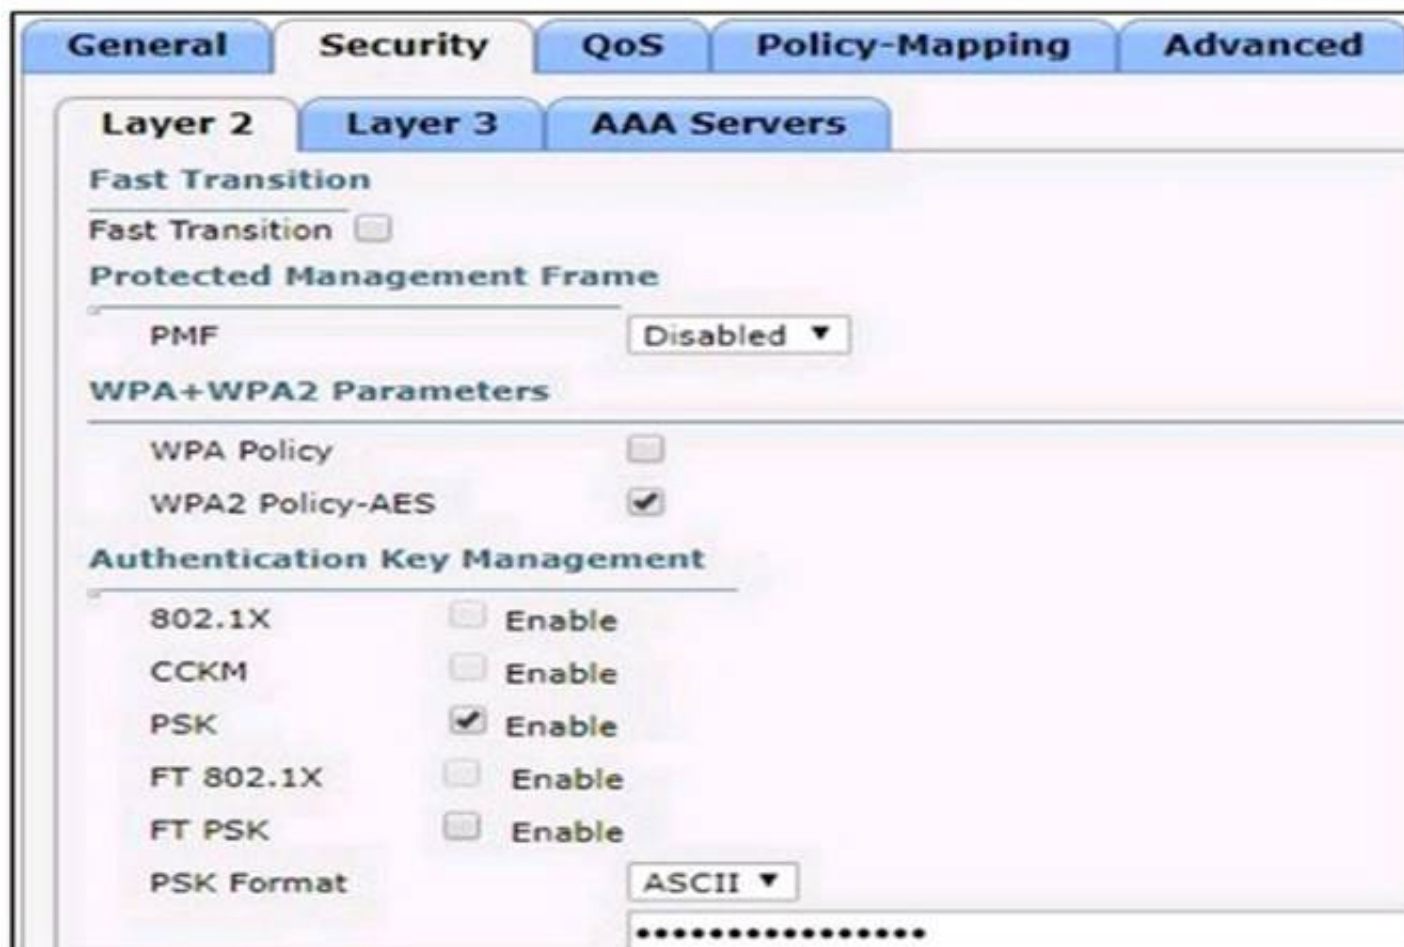 General Security QoS Policy-Mapping Advanced
Layer 2 Layer 3 AAA Servers
Fast Transition
Fast Transition
Protected Management Frame
PMF Disabled
WPA+WPA2 Parameters
WPA Policy
WPA2 Policy-AES
Authentication Key Management
802.1X Enable
CCKM Enable
PSK Enable
FT 802.1X Enable
FT PSK Enable
PSK Format ASCII
••••••••••••••••